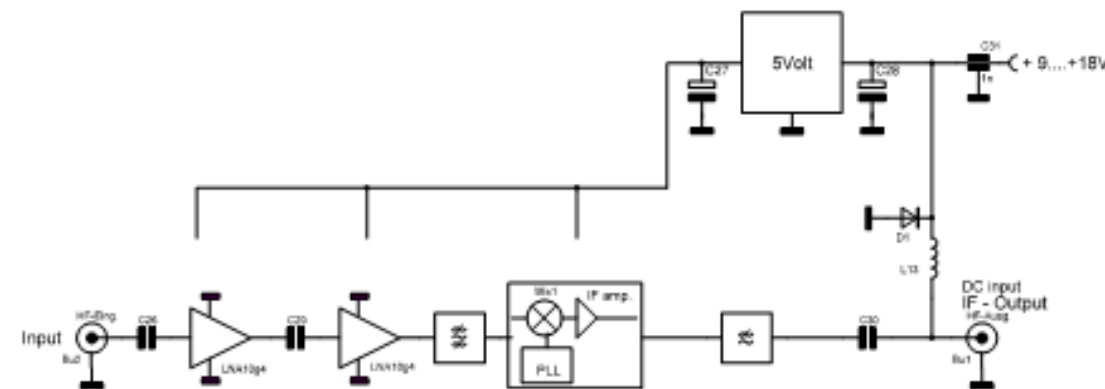 C31
+ 9....+18V
1n
5Volt
C27
C28
D1
L13
DC input
IF - Output
HF-Ausg.
Input
HF-Eing.
Bu2
C26
LNA10g4
C29
LNA10g4
Mix1
IF amp.
PLL
C30
Bu1